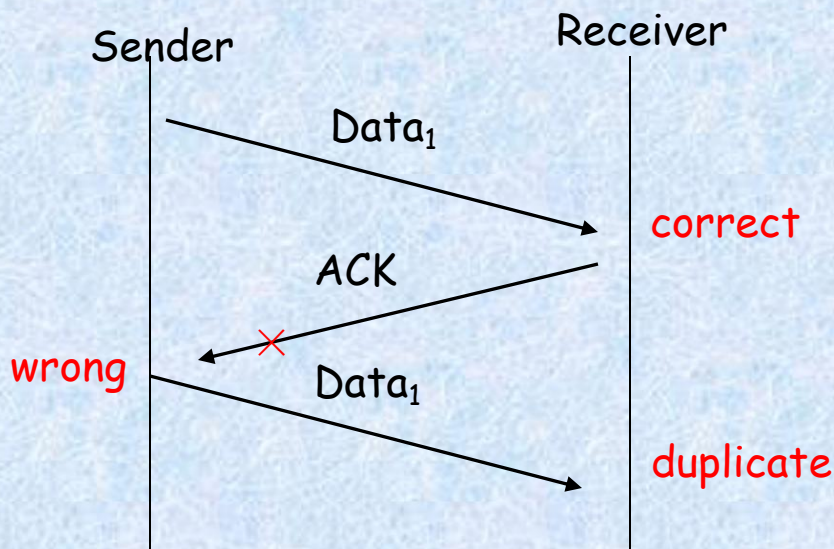 Sender
Receiver
Data₁
correct
ACK
wrong
Data₁
duplicate